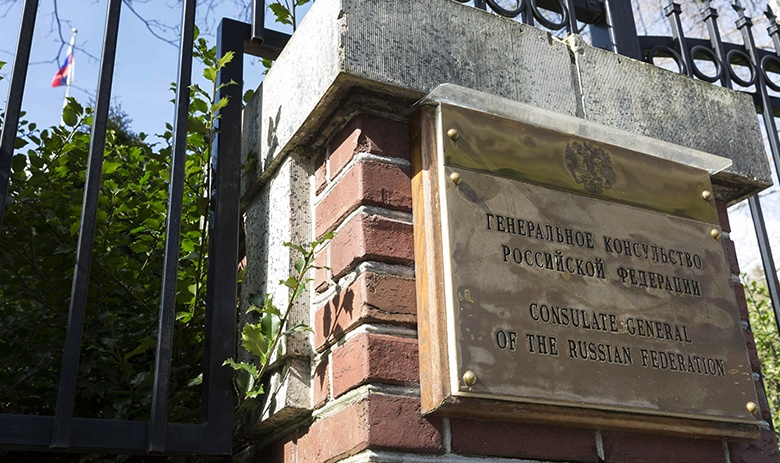 ГЕНЕРАЛЬНОЕ КОНСУЛЬСТВО
РОССИЙСКОЙ ФЕДЕРАЦИИ
CONSULATE GENERAL
OF THE RUSSIAN FEDERATION